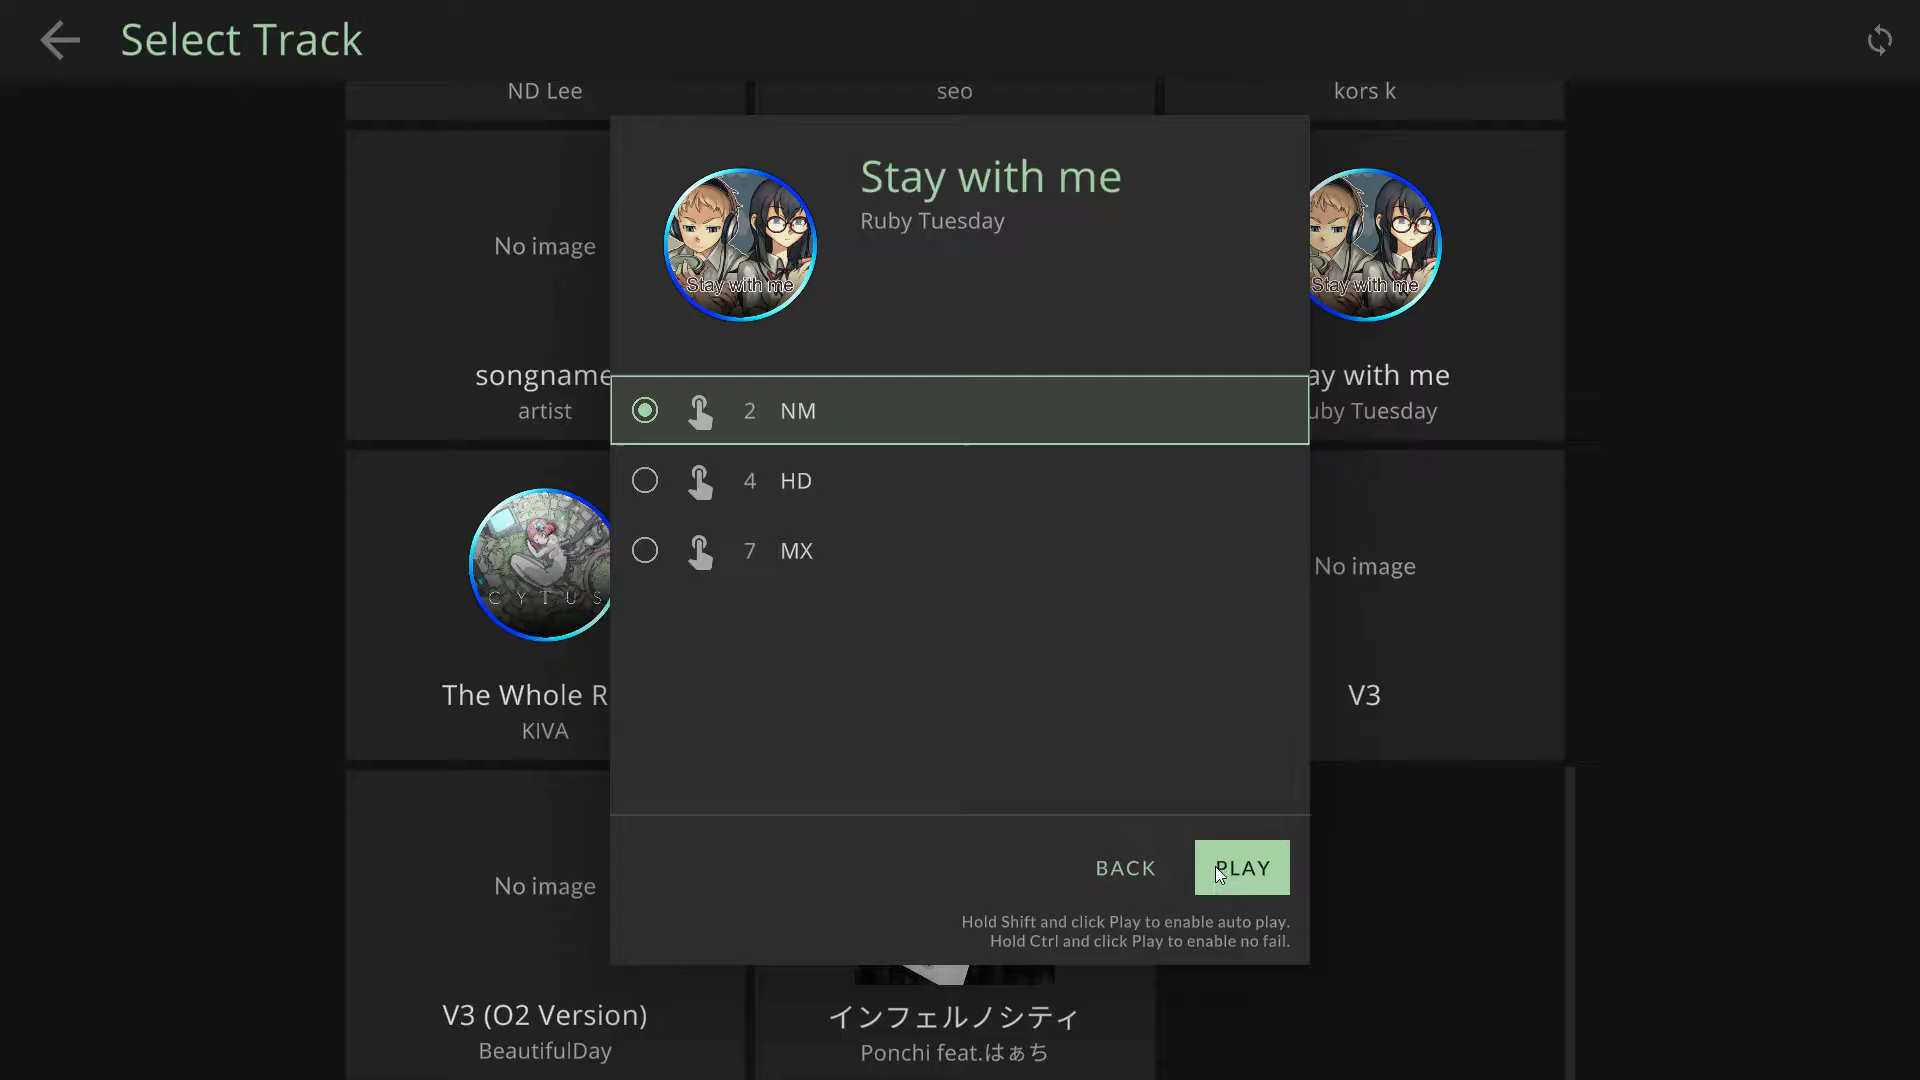 Select Track
ND Lee
seo
kors k
Stay with me
Ruby Tuesday
Stay with me
Stay with me
No image
songname
artist
ay with me
uby Tuesday
2 NM
4 HD
7 MX
CYTUS
The Whole R
KIVA
No image
V3
BACK
PLAY
Hold Shift and click Play to enable auto play.
Hold Ctrl and click Play to enable no fail.
No image
V3 (O2 Version)
BeautifulDay
インフェルノシティ
Ponchi feat.はぁち